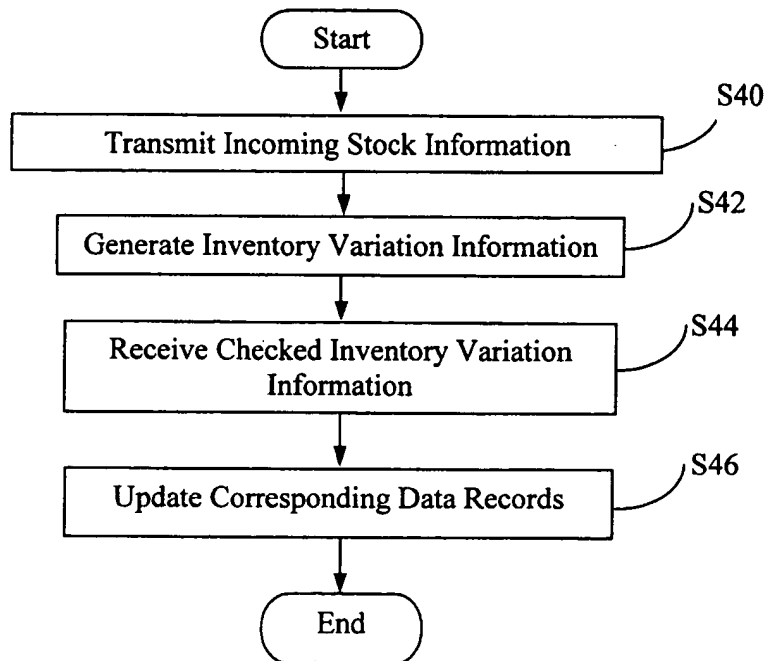 Start
S40
Transmit Incoming Stock Information
S42
Generate Inventory Variation Information
S44
Receive Checked Inventory Variation
Information
S46
Update Corresponding Data Records
End